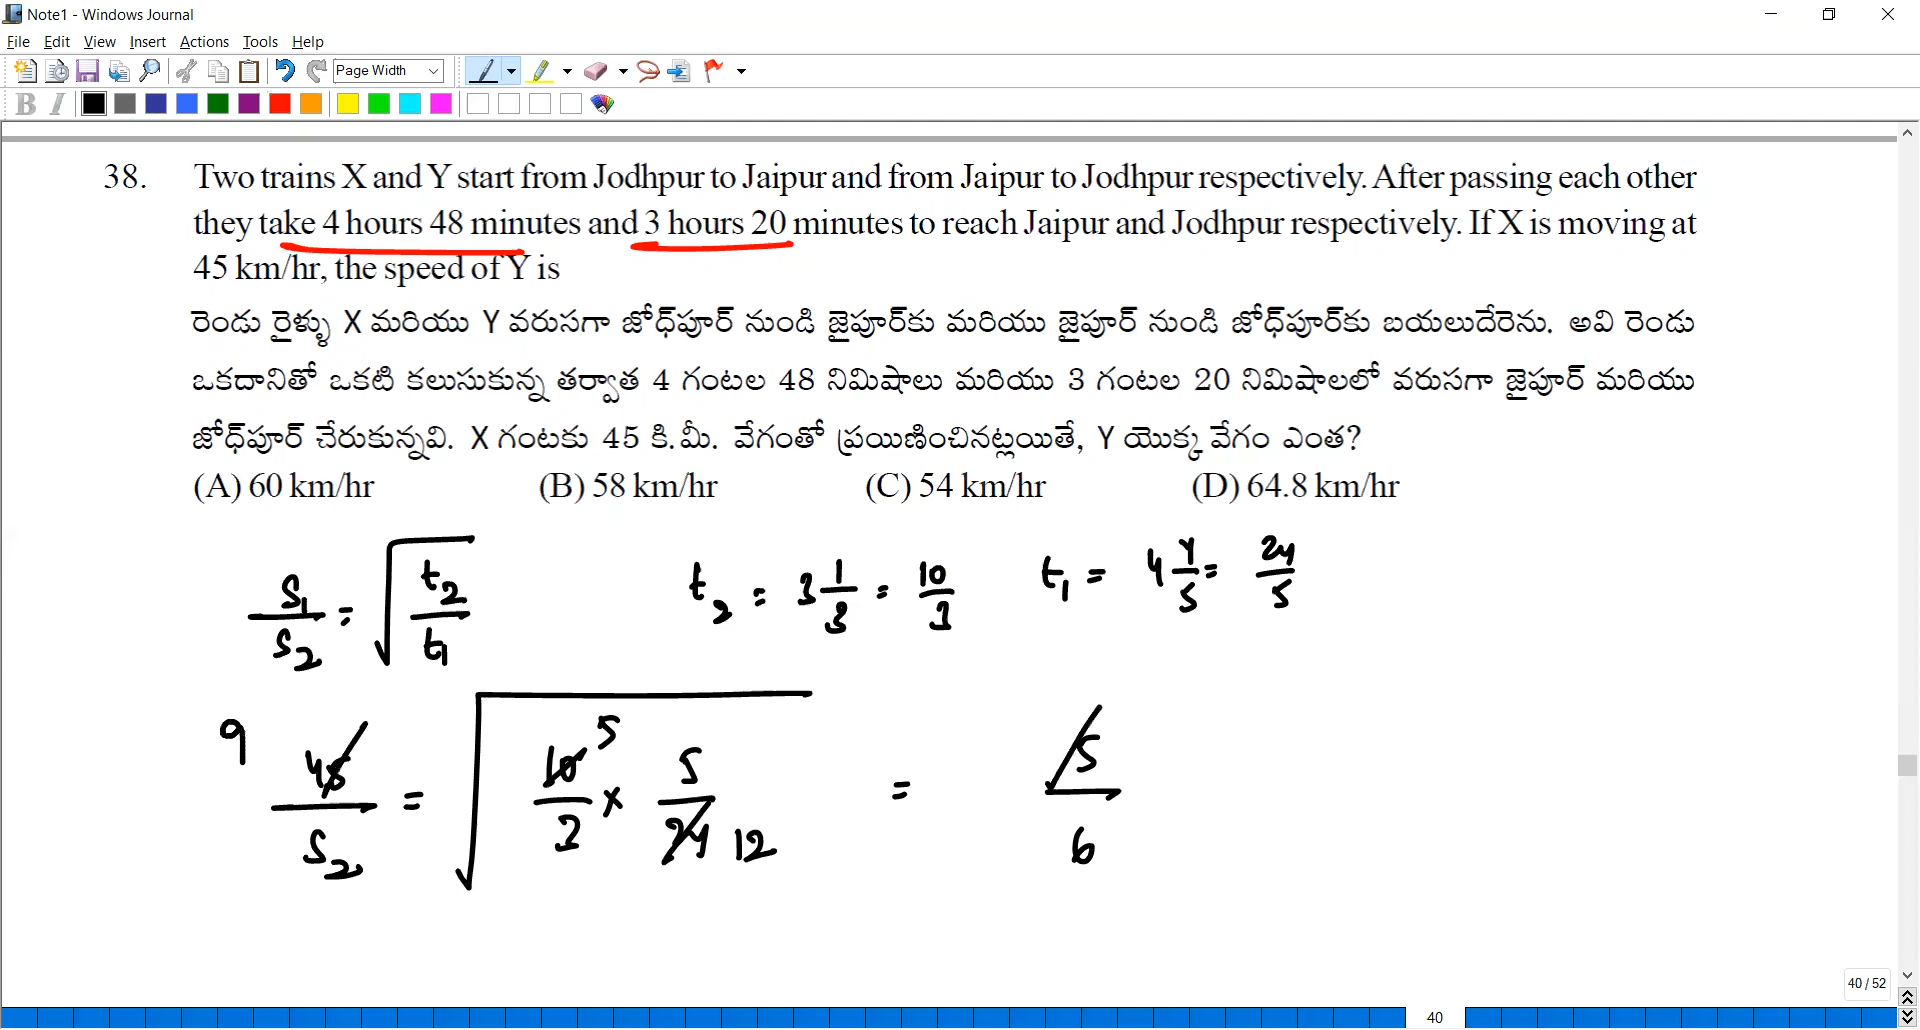 Note1 - Windows Journal
File Edit View Insert Actions Tools Help
Page Width
B I
38. Two trains X and Y start from Jodhpur to Jaipur and from Jaipur to Jodhpur respectively. After passing each other
they take 4 hours 48 minutes and 3 hours 20 minutes to reach Jaipur and Jodhpur respectively. If X is moving at
45 km/hr, the speed of Y is
రెండు రైళ్ళు X మరియు Y వరుసగా జోధ్‌పూర్ నుండి జైపూర్‌కు మరియు జైపూర్ నుండి జోధ్‌పూర్‌కు బయలుదేరెను. అవి రెండు
ఒకదానితో ఒకటి కలుసుకున్న తర్వాత 4 గంటల 48 నిమిషాలు మరియు 3 గంటల 20 నిమిషాలలో వరుసగా జైపూర్ మరియు
జోధ్‌పూర్ చేరుకున్నవి. X గంటకు 45 కి.మీ. వేగంతో ప్రయిణించినట్లయితే, Y యొక్క వేగం ఎంత?
(A) 60 km/hr (B) 58 km/hr (C) 54 km/hr (D) 64.8 km/hr
S1/S2 = √(t2/t1) t2 = 3 1/3 = 10/3 t1 = 4 4/5 = 24/5
9 45/S2 = √(10/3 5 × 5/24 12) = 5/6
40 / 52
40